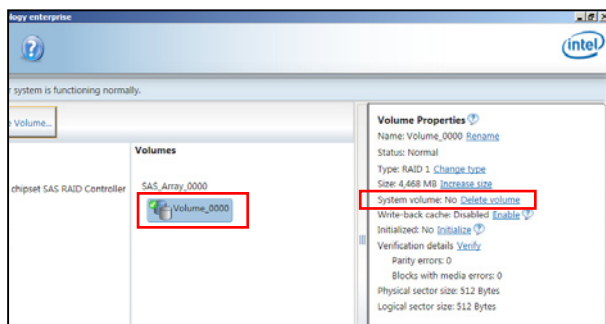 ology enterprise
intel
r system is functioning normally.
e Volume...
Volumes
chipset SAS RAID Controller
SAS_Array_0000
Volume_0000
Volume Properties
Name: Volume_0000 Rename
Status: Normal
Type: RAID 1 Change type
Size: 4,468 MB Increase size
System volume: No Delete volume
Write-back cache: Disabled Enable
Initialized: No Initialize
Verification details Verify
Parity errors: 0
Blocks with media errors: 0
Physical sector size: 512 Bytes
Logical sector size: 512 Bytes